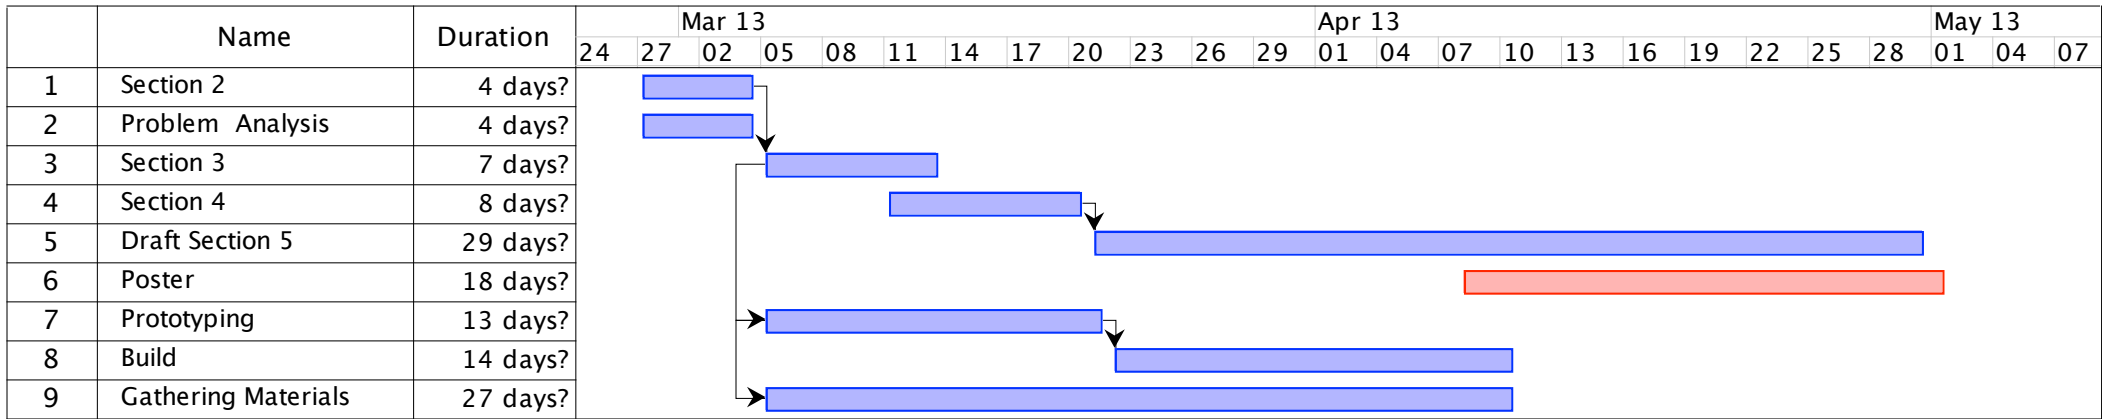 Name Duration Mar 13 Apr 13 May 13
24 27 02 05 08 11 14 17 20 23 26 29 01 04 07 10 13 16 19 22 25 28 01 04 07
1 Section 2 4 days?
2 Problem Analysis 4 days?
3 Section 3 7 days?
4 Section 4 8 days?
5 Draft Section 5 29 days?
6 Poster 18 days?
7 Prototyping 13 days?
8 Build 14 days?
9 Gathering Materials 27 days?